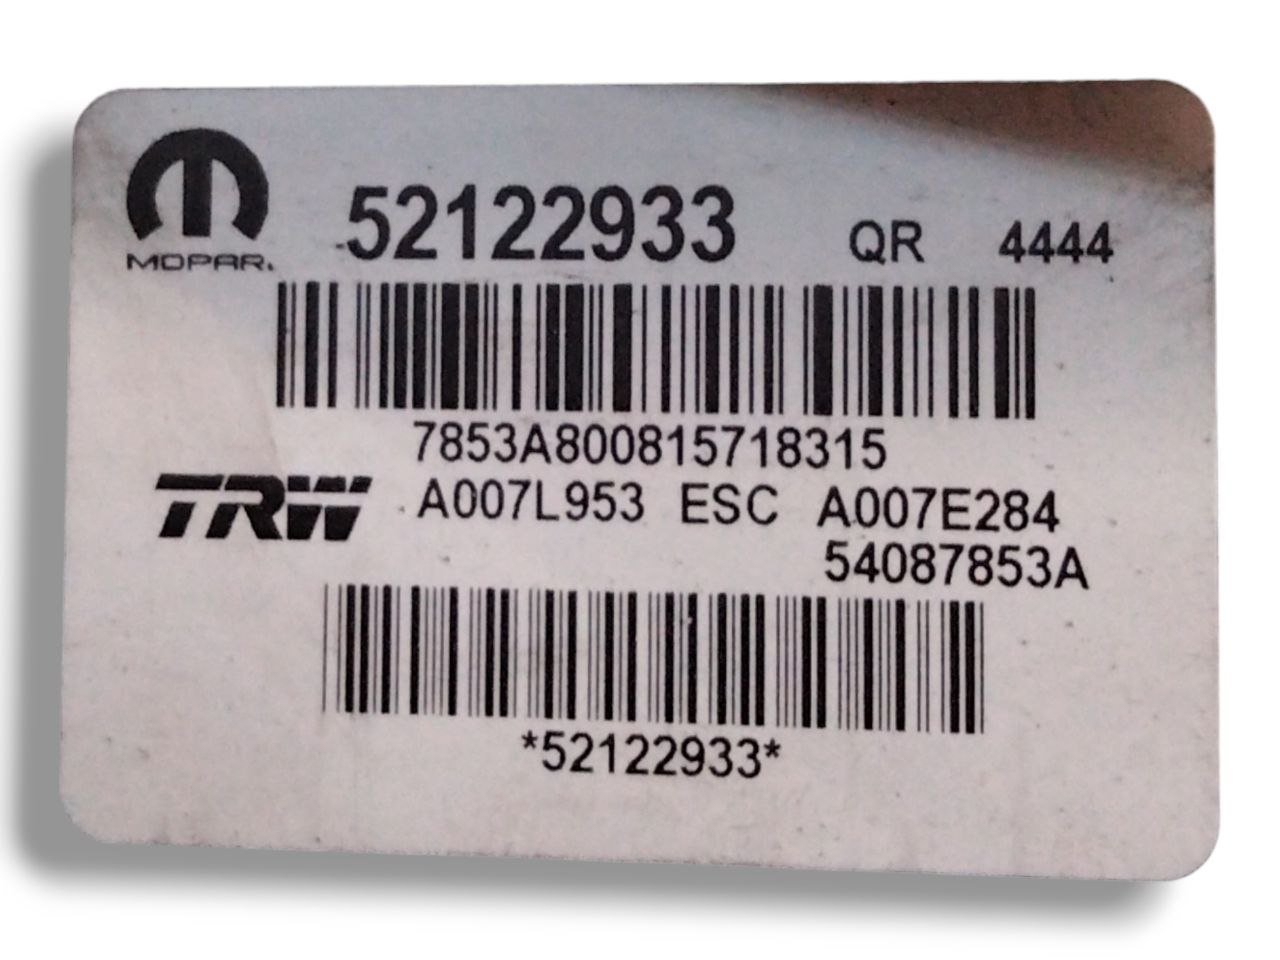 MOPAR. 52122933 QR 4444
7853A800815718315
TRW A007L953 ESC A007E284
54087853A
*52122933*